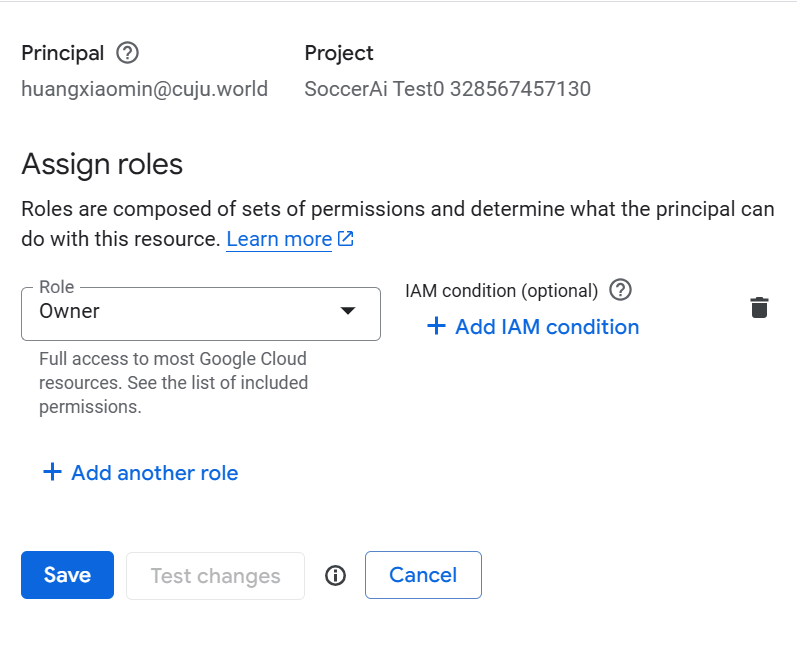 Principal
Project
huangxiaomin@cuju.world
SoccerAi Test0 328567457130
Assign roles
Roles are composed of sets of permissions and determine what the principal can
do with this resource. Learn more
Role
Owner
IAM condition (optional)
Add IAM condition
Full access to most Google Cloud
resources. See the list of included
permissions.
Add another role
Save
Test changes
Cancel